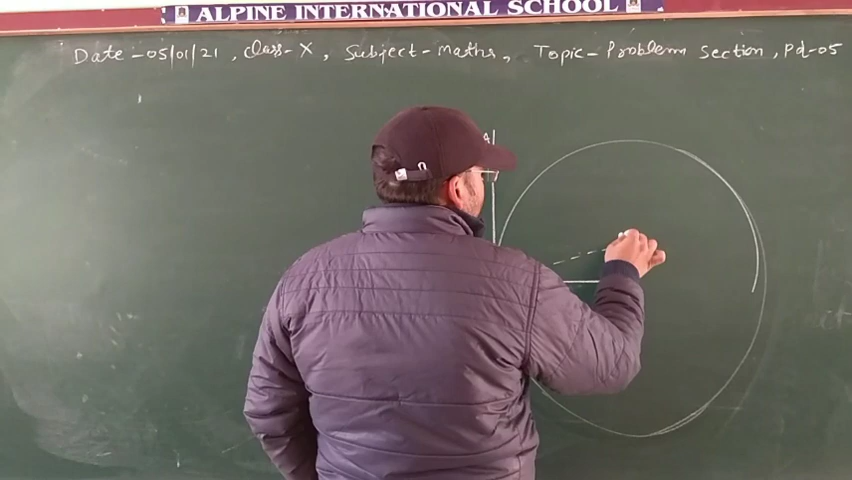 ALPINE INTERNATIONAL SCHOOL
Date - 05/01/21, Class - X, Subject - Maths, Topic - Problem Section, Pd-05
A